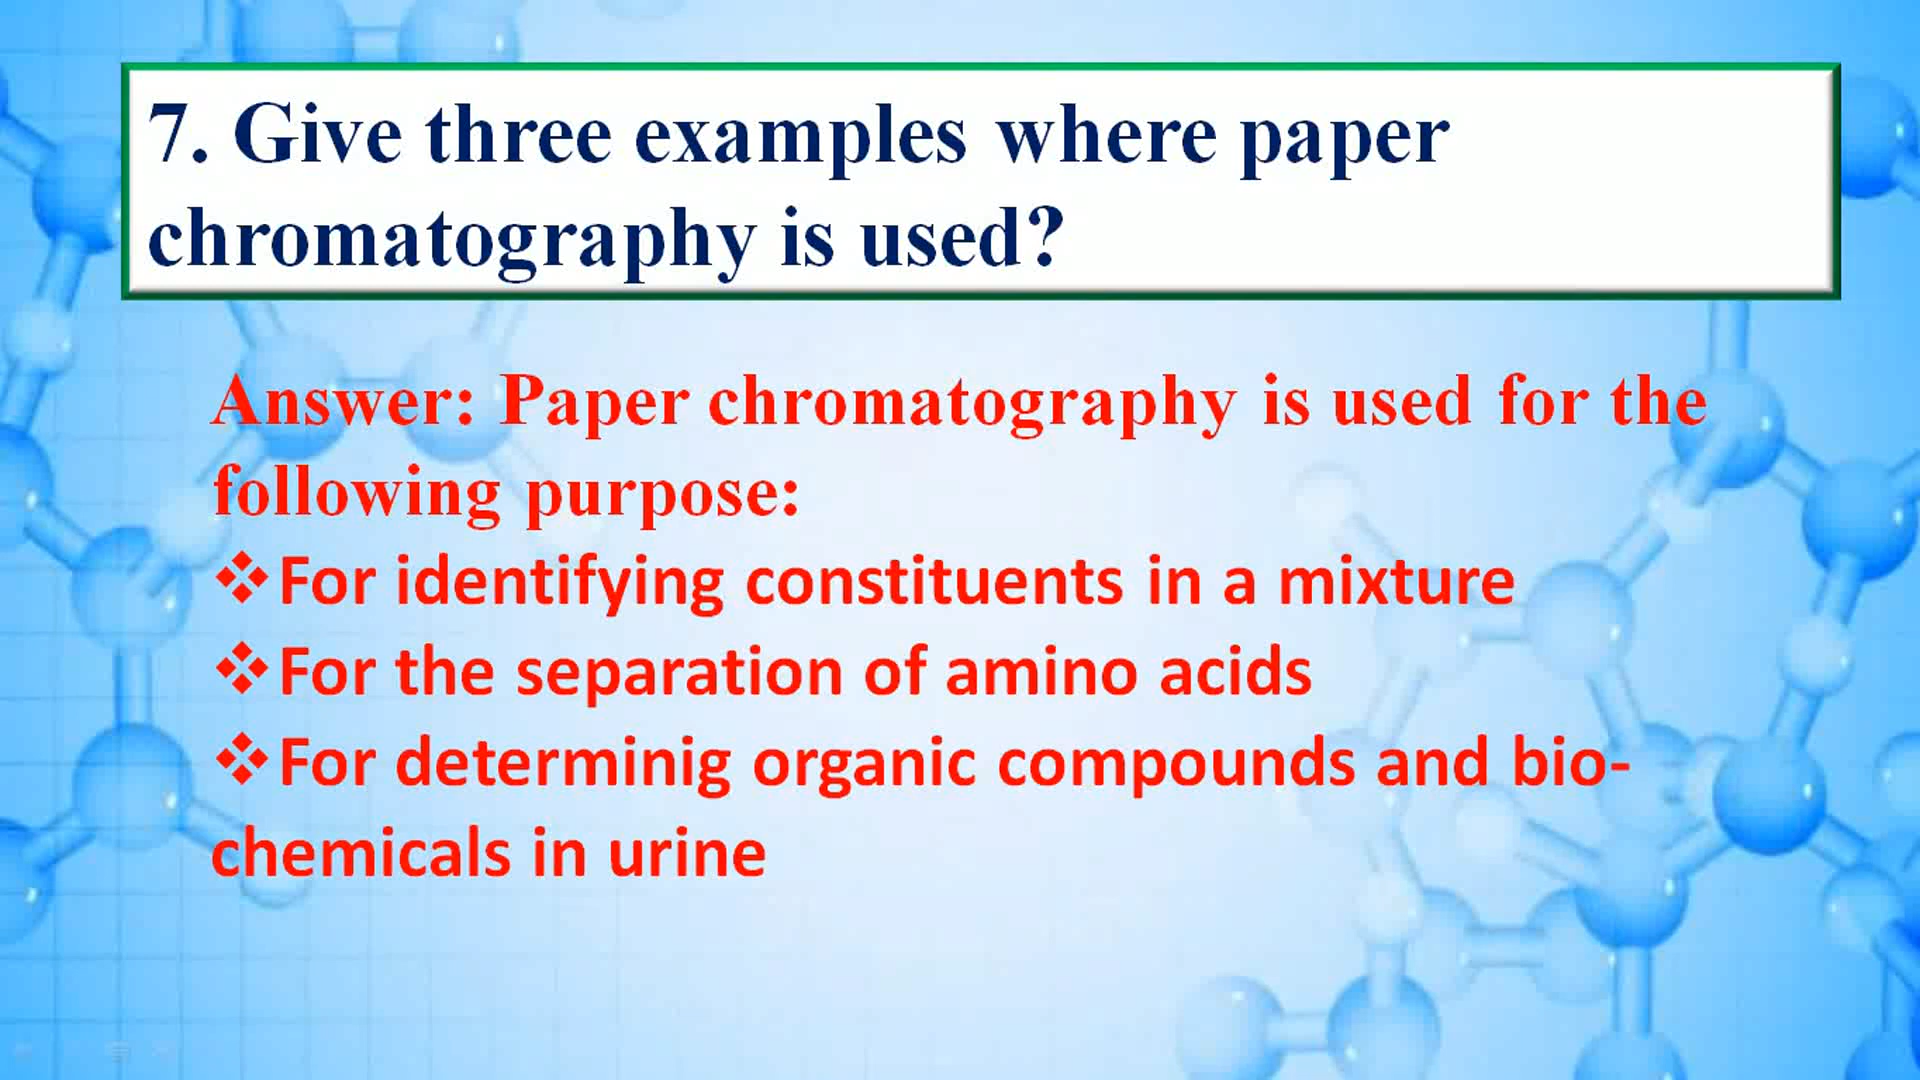 7. Give three examples where paper
chromatography is used?
Answer: Paper chromatography is used for the
following purpose:
❖For identifying constituents in a mixture
❖For the separation of amino acids
❖For determinig organic compounds and bio-
chemicals in urine